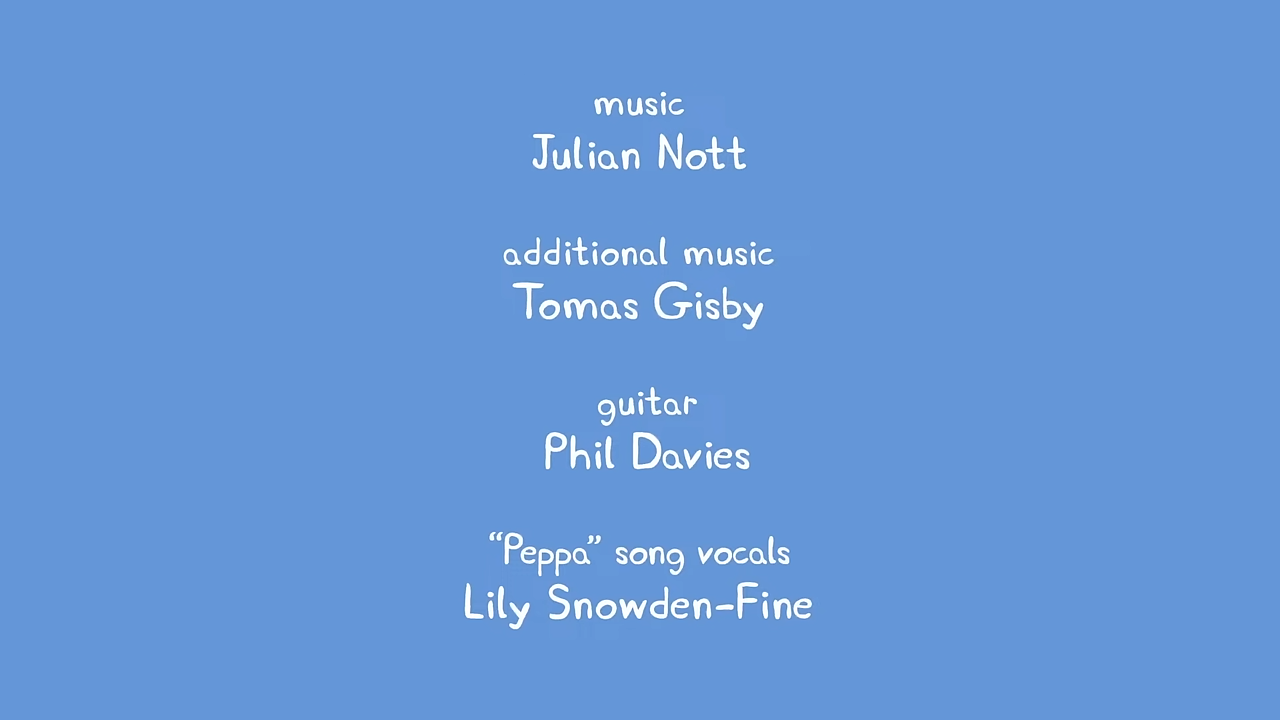 music
Julian Nott
additional music
Tomas Gisby
guitar
Phil Davies
“Peppa” song vocals
Lily Snowden-Fine